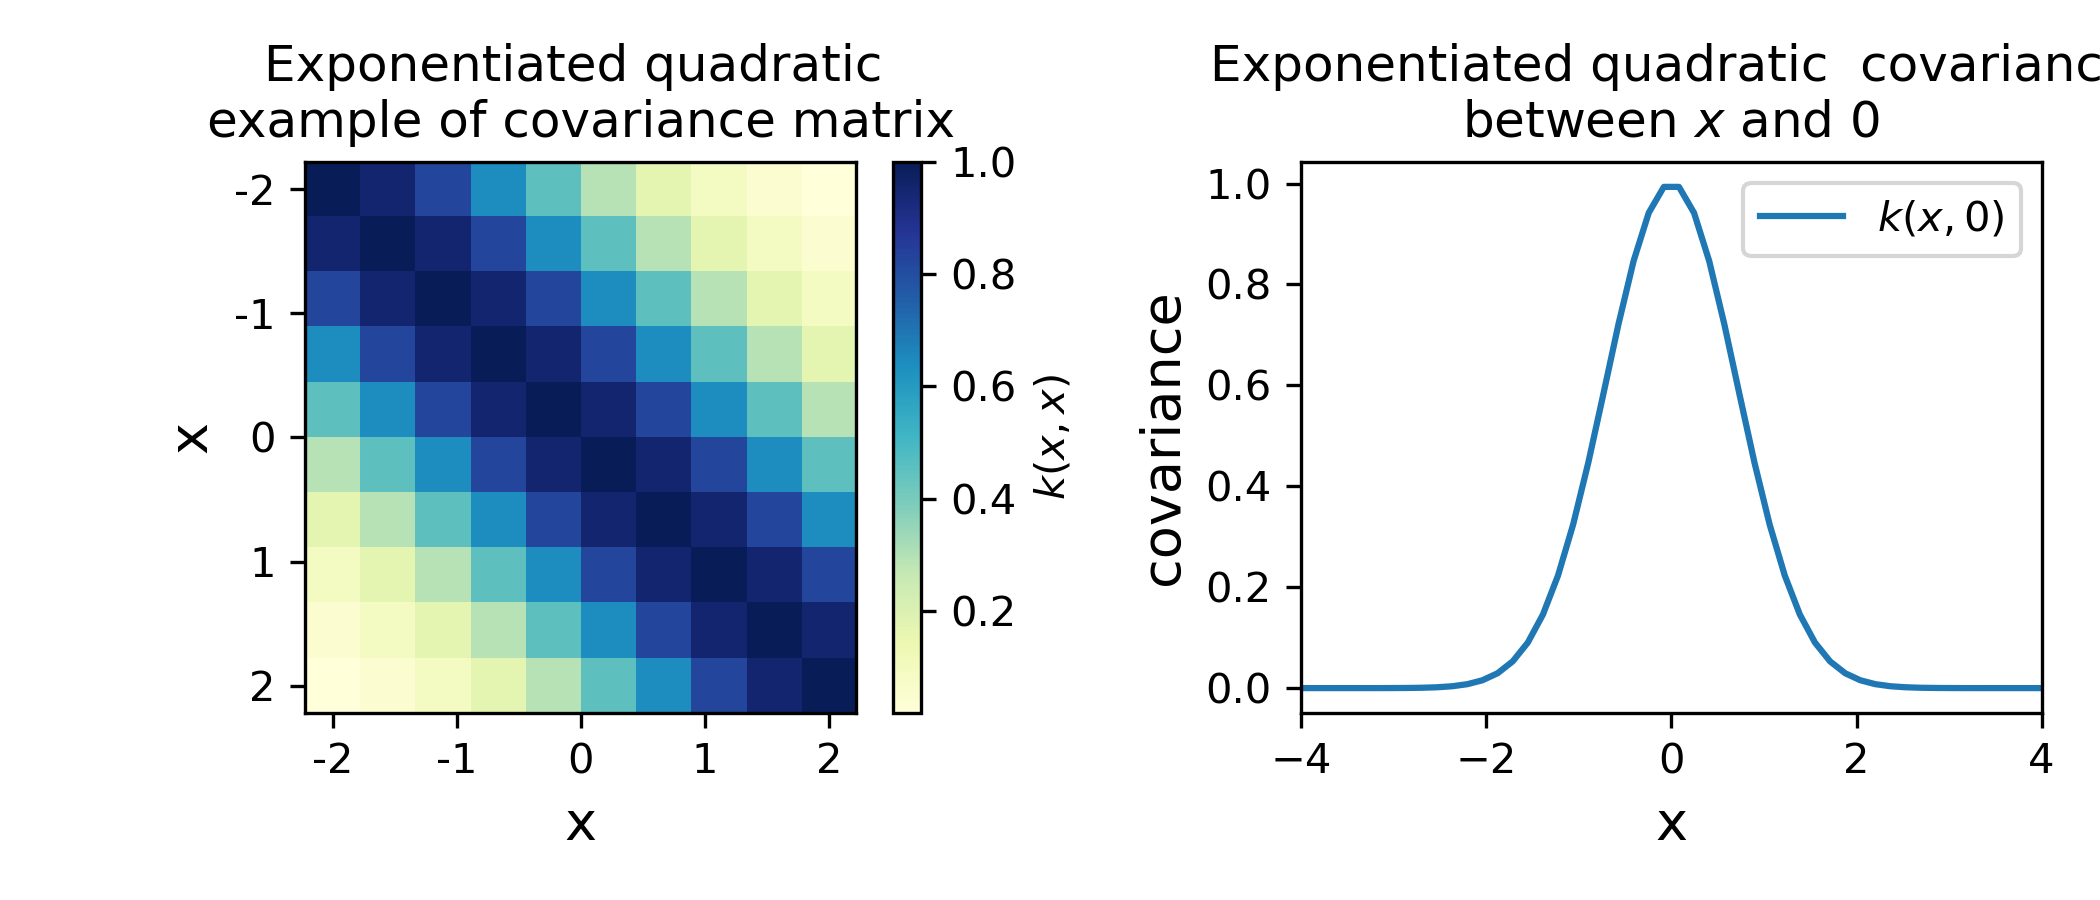 Exponentiated quadratic
example of covariance matrix
1.0
0.8
0.6
0.4
0.2
k(x, x)
-2
-1
0
1
2
x
-2 -1 0 1 2
x
Exponentiated quadratic covarianc
between x and 0
k(x, 0)
1.0
0.8
0.6
0.4
0.2
0.0
covariance
−4 −2 0 2 4
x